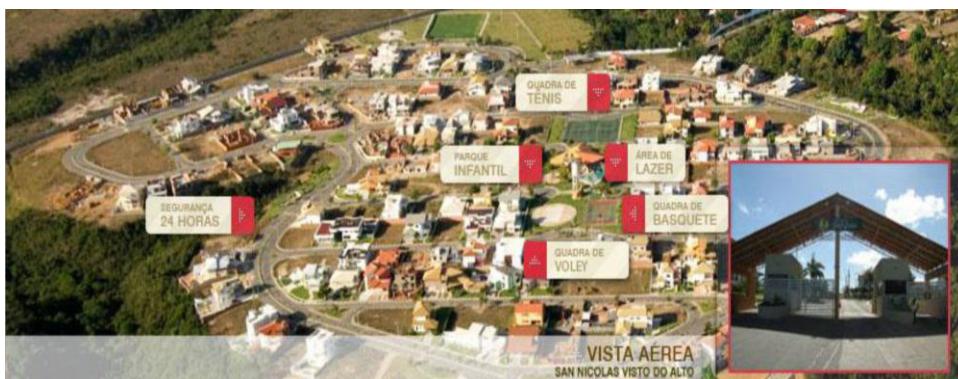 QUADRA DE
TÊNIS
PARQUE
INFANTIL
ÁREA DE
LAZER
SEGURANÇA
24 HORAS
QUADRA DE
BASQUETE
QUADRA DE
VOLEY
VISTA AÉREA
SAN NICOLAS VISTO DO ALTO